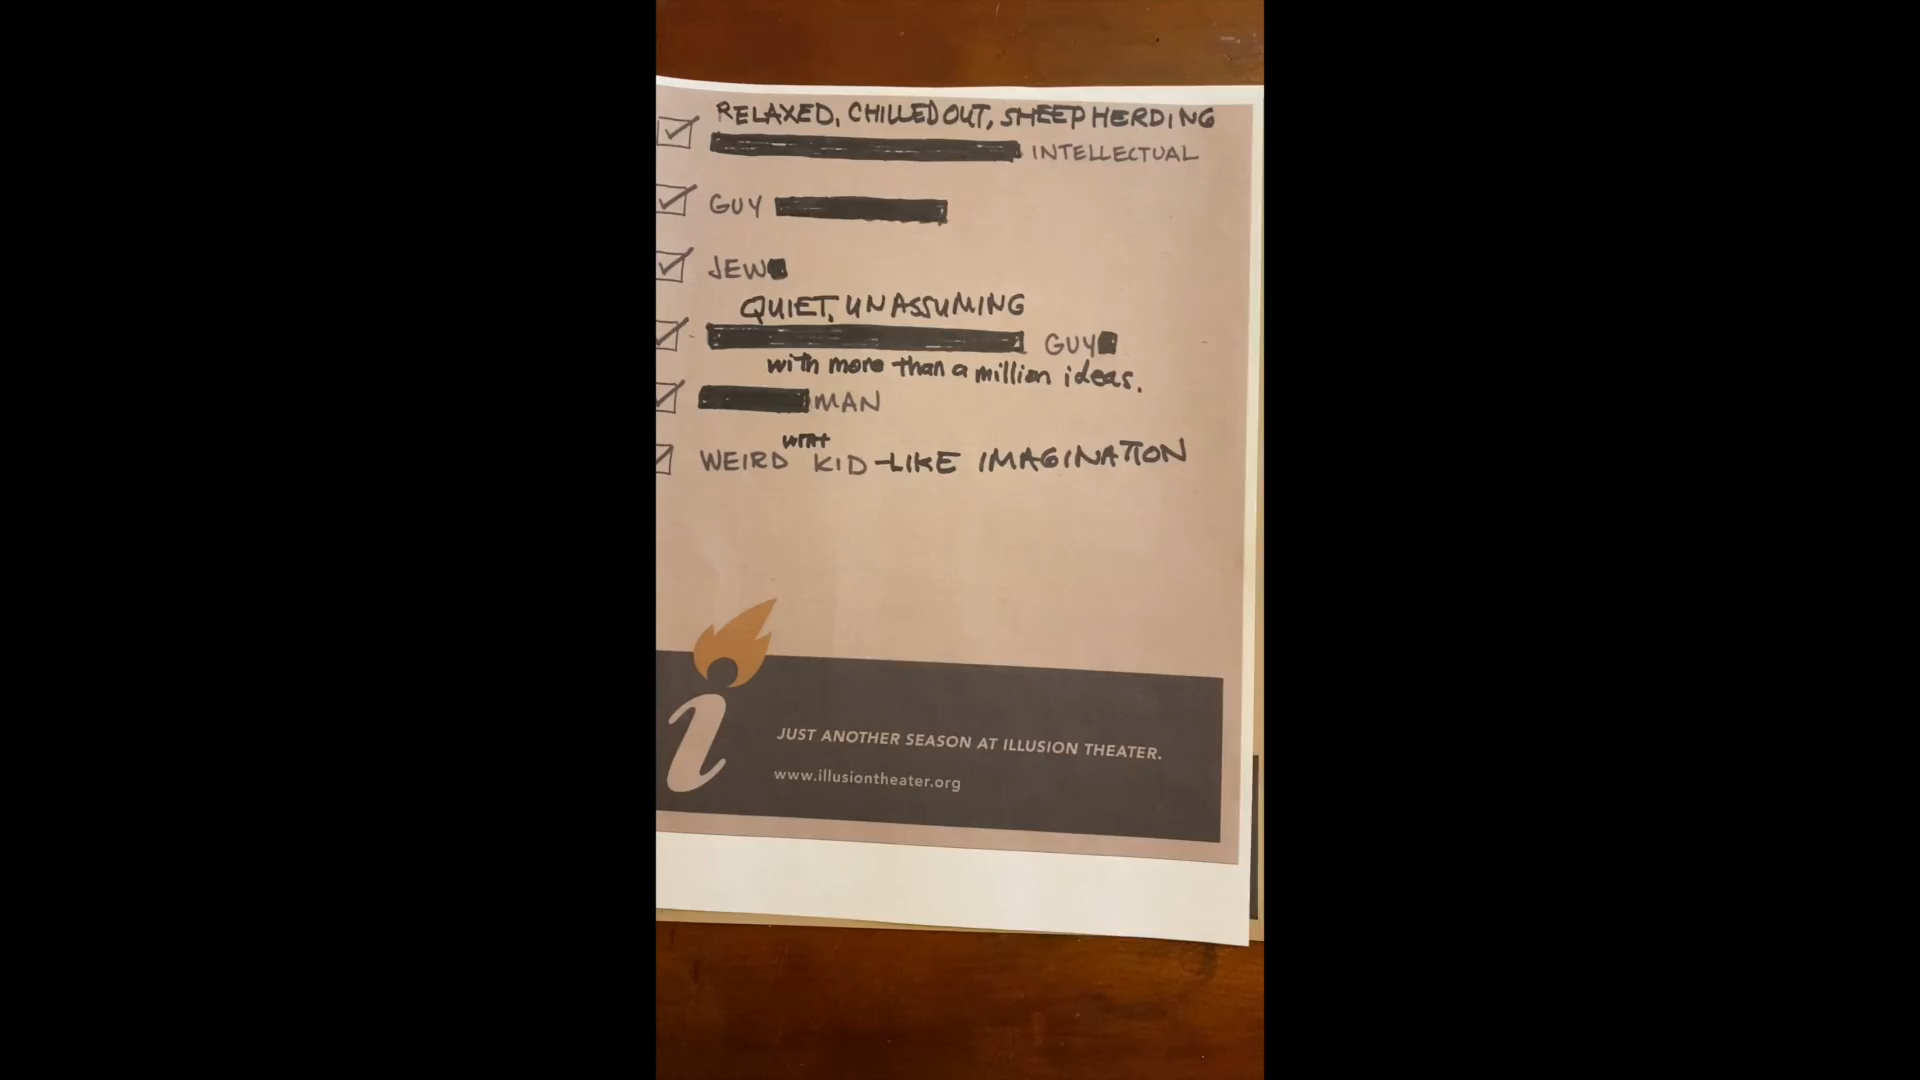 RELAXED, CHILLED OUT, SHEEP HERDING
INTELLECTUAL
GUY
JEW
QUIET, UNASSUMING
GUY
with more than a million ideas.
MAN
WITH
WEIRD KID-LIKE IMAGINATION
i
JUST ANOTHER SEASON AT ILLUSION THEATER.
www.illusiontheater.org